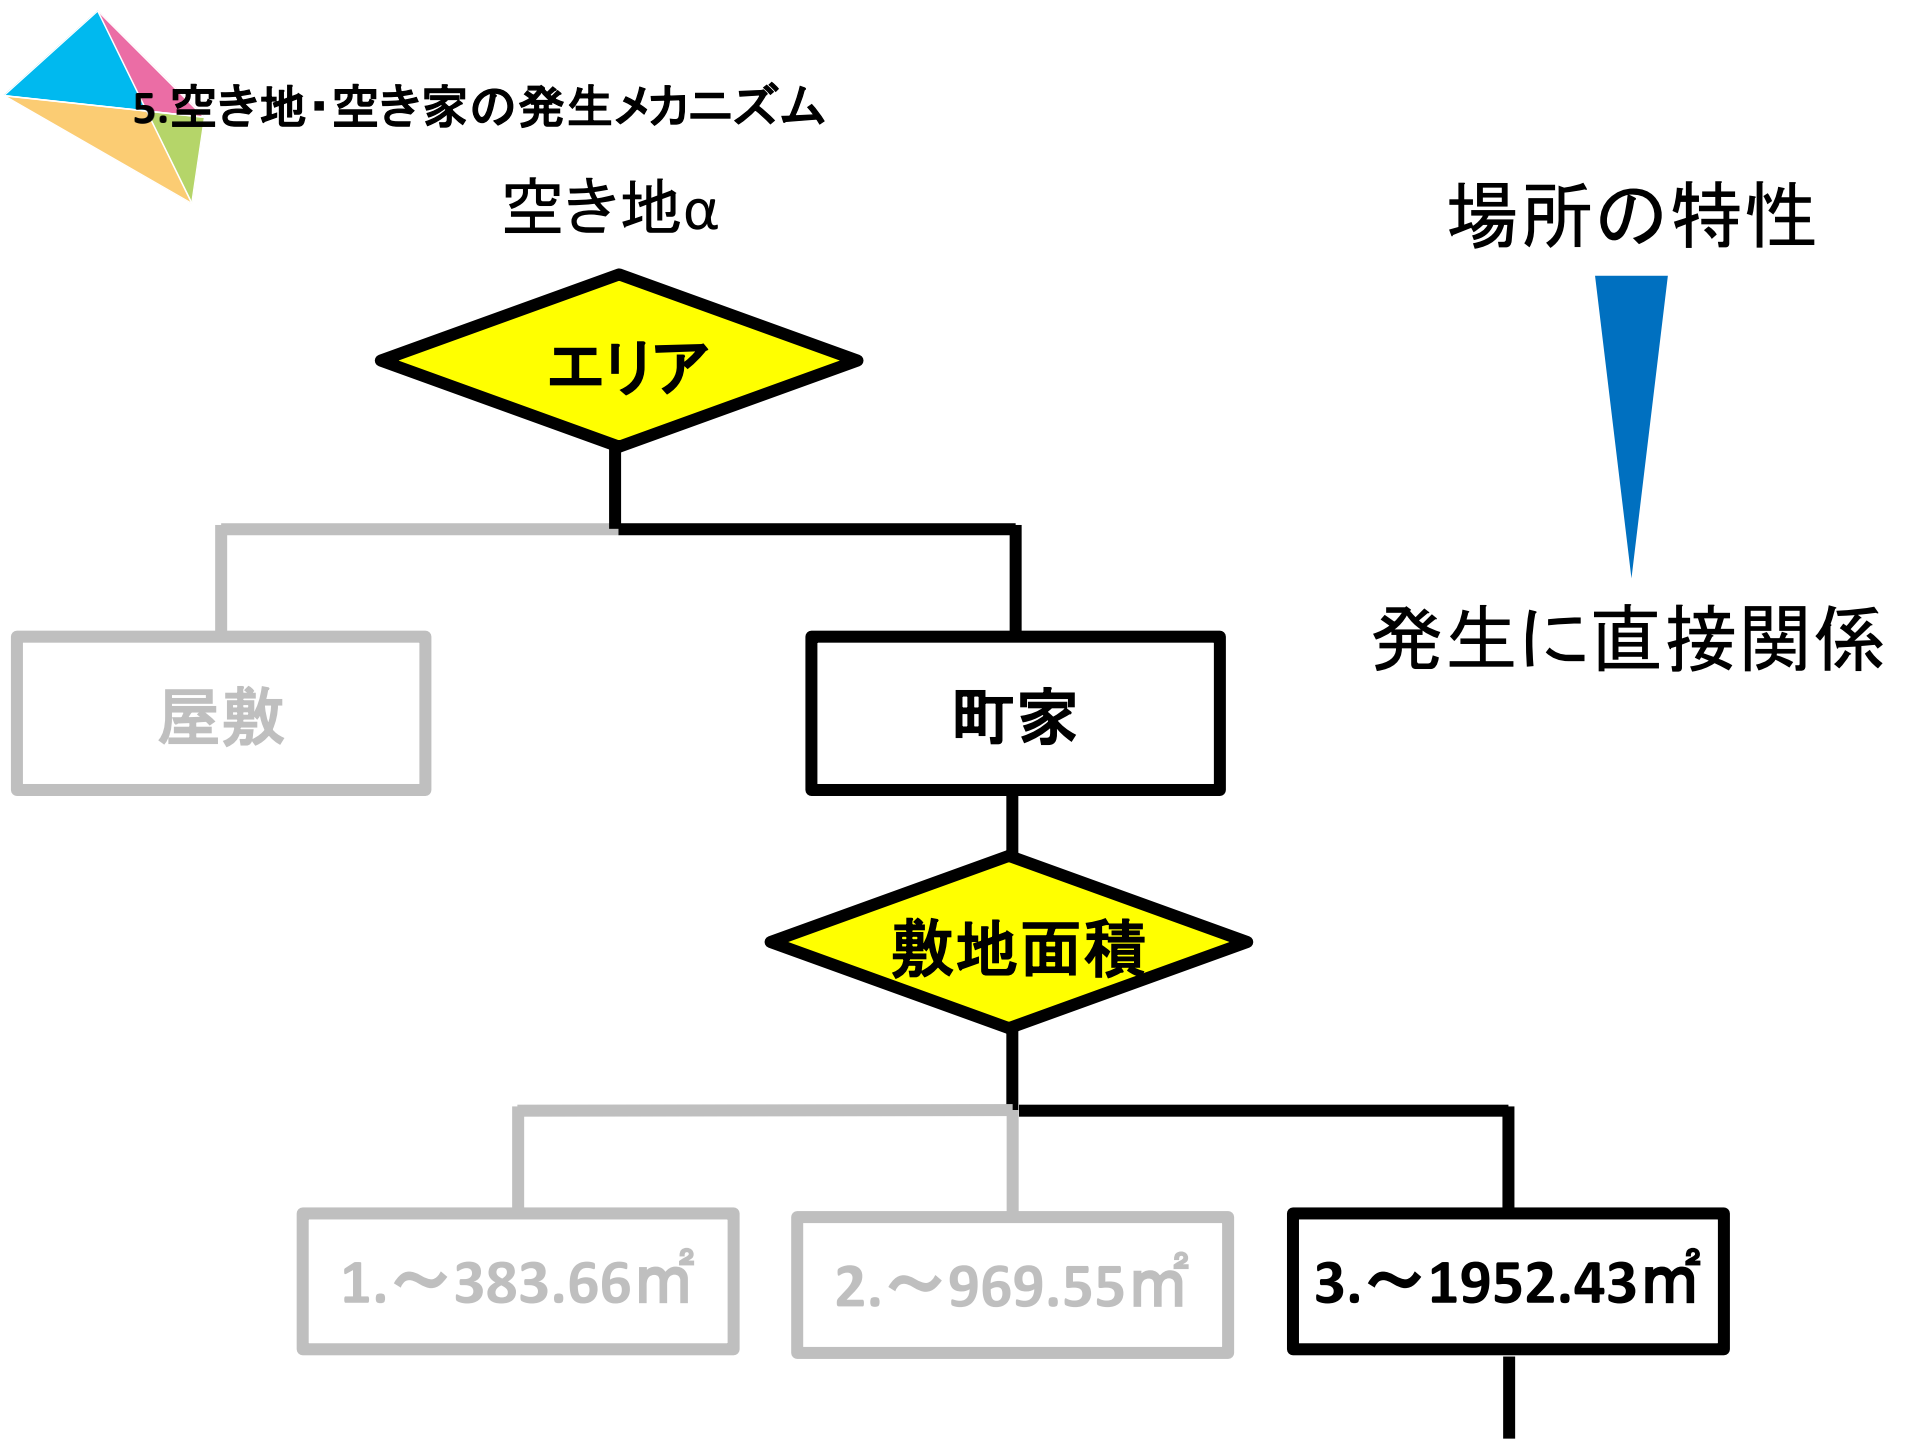 5.空き地・空き家の発生メカニズム
空き地α
場所の特性
エリア
発生に直接関係
屋敷
町家
敷地面積
1.～383.66㎡
2.～969.55㎡
3.～1952.43㎡